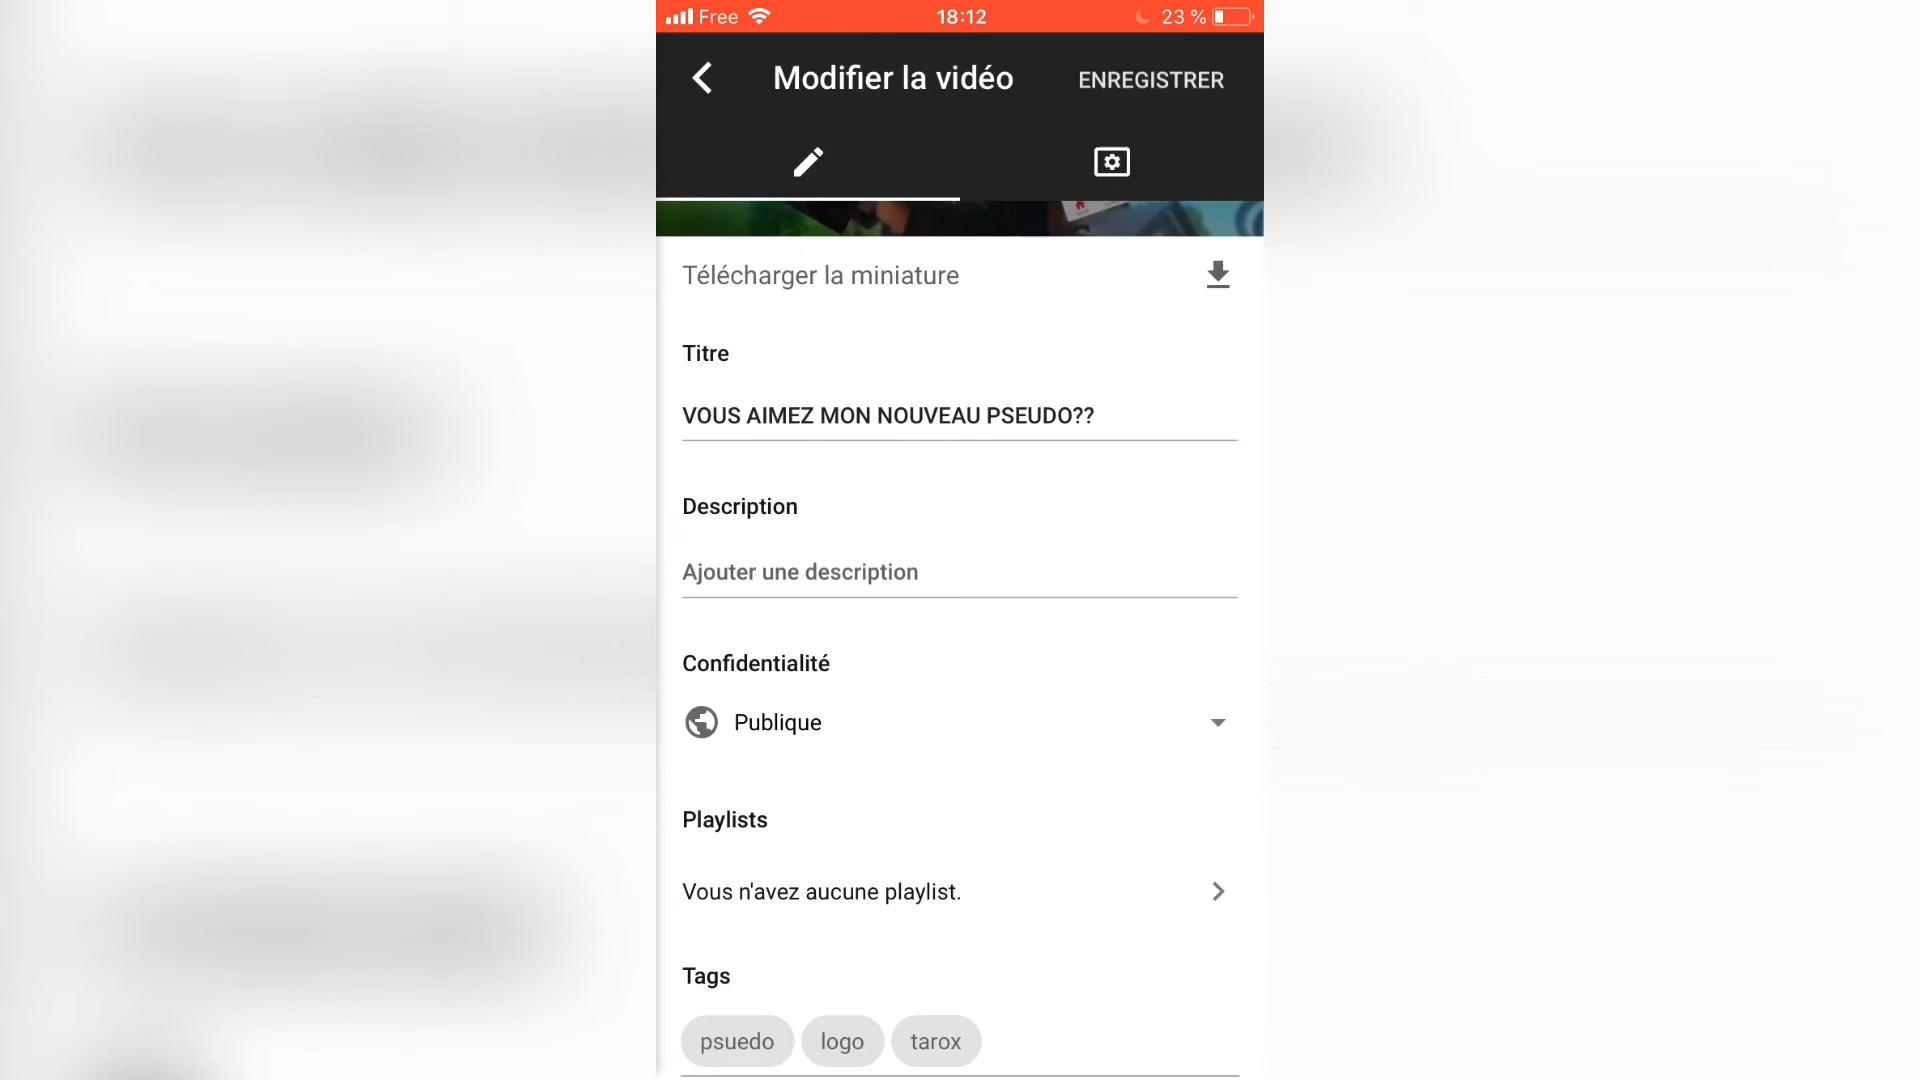 Free 18:12 23 %
Modifier la vidéo ENREGISTRER
Télécharger la miniature
Titre
VOUS AIMEZ MON NOUVEAU PSEUDO??
Description
Ajouter une description
Confidentialité
Publique
Playlists
Vous n'avez aucune playlist.
Tags
psuedo logo tarox